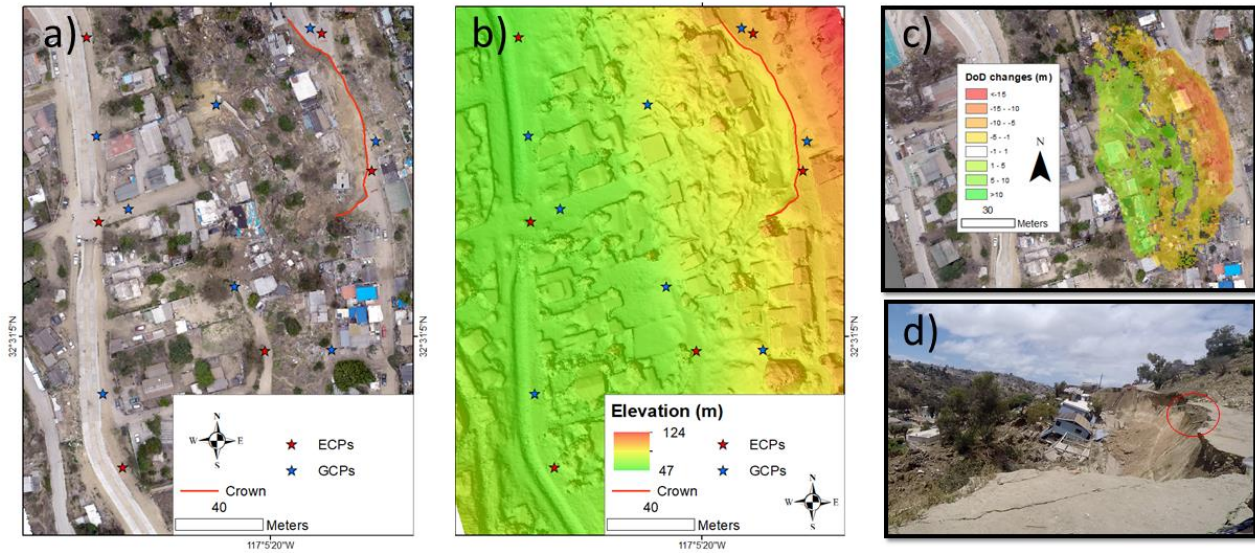 a)
N
W E
S
ECPs
GCPs
Crown
40
Meters
117°5'20"W
32°31'5"N
b)
Elevation (m)
124
47
ECPs
GCPs
Crown
40
Meters
N
W E
S
117°5'20"W
32°31'5"N
c)
DoD changes (m)
<-15
-15 - -10
-10 - -5
-5 - -1
-1 - 1
1 - 5
5 - 10
>10
N
30
Meters
d)